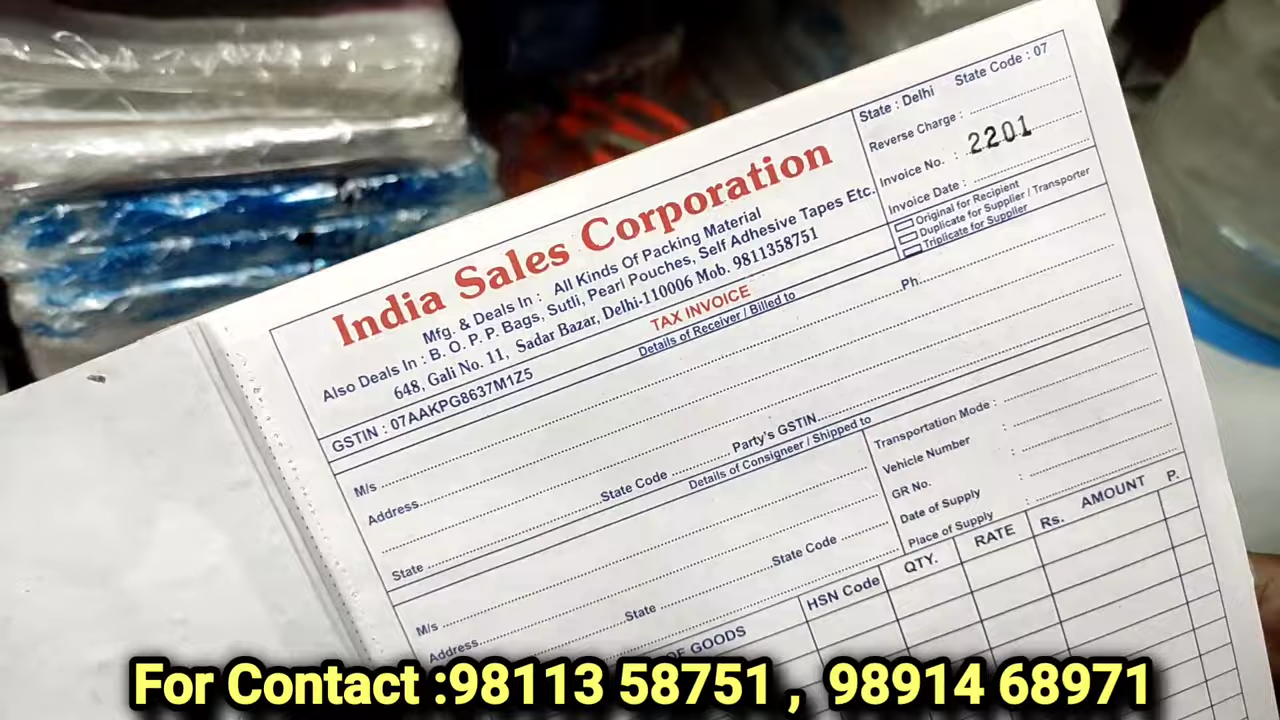 State : Delhi State Code : 07
Reverse Charge :
Invoice No. : 2201
Invoice Date :
Original for Recipient
Duplicate for Supplier / Transporter
Triplicate for Supplier
India Sales Corporation
Mfg. & Deals In : All Kinds Of Packing Material
Also Deals In : B. O. P. P. Bags, Sutli, Pearl Pouches, Self Adhesive Tapes Etc.
648, Gali No. 11, Sadar Bazar, Delhi-110006 Mob. 9811358751
GSTIN : 07AAKPG8637M1Z5
TAX INVOICE
Details of Receiver / Billed to
M/s Ph.
Address
State Code Party's GSTIN
State
Details of Consigneer / Shipped to
M/s
Address
State State Code
Transportation Mode :
Vehicle Number :
GR No. :
Date of Supply :
Place of Supply :
OF GOODS HSN Code QTY. RATE AMOUNT
Rs. P.
For Contact :98113 58751 , 98914 68971